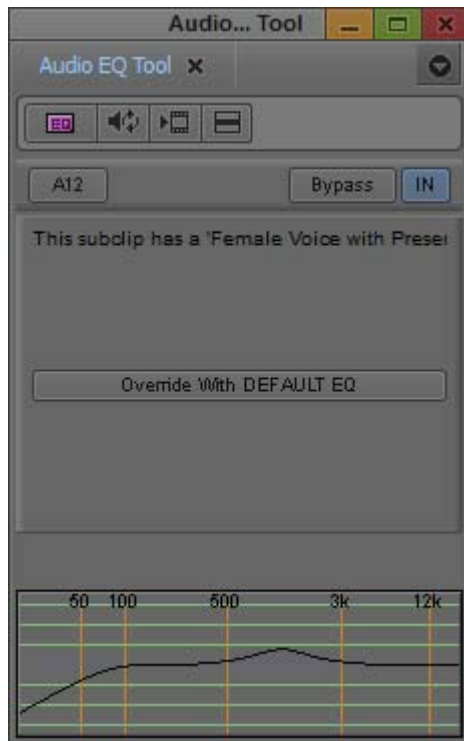 Audio... Tool
Audio EQ Tool
EQ
A12 Bypass IN
This subclip has a 'Female Voice with Preser
Override With DEFAULT EQ
50 100 500 3k 12k